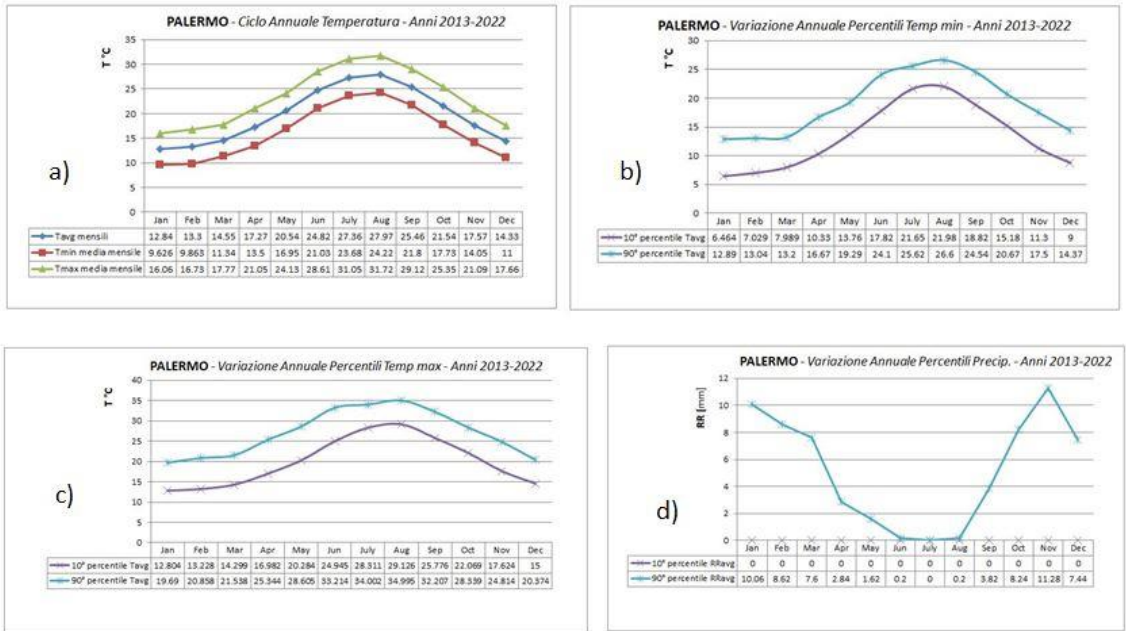 PALERMO - Ciclo Annuale Temperatura - Anni 2013-2022
T °C
35
30
25
20
15
10
5
0
a)
Jan Feb Mar Apr May Jun July Aug Sep Oct Nov Dec
Tavg mensili 12.84 13.3 14.55 17.27 20.54 24.82 27.36 27.97 25.46 21.54 17.57 14.33
Tmin media mensile 9.626 9.863 11.34 13.5 16.95 21.03 23.68 24.22 21.8 17.73 14.05 11
Tmax media mensile 16.06 16.73 17.77 21.05 24.13 28.61 31.05 31.72 29.12 25.35 21.09 17.66
PALERMO - Variazione Annuale Percentili Temp min - Anni 2013-2022
T °C
30
25
20
15
10
5
0
b)
Jan Feb Mar Apr May Jun July Aug Sep Oct Nov Dec
10° percentile Tavg 6.464 7.029 7.989 10.33 13.76 17.82 21.65 21.98 18.82 15.18 11.3 9
90° percentile Tavg 12.89 13.04 13.2 16.67 19.29 24.1 25.62 26.6 24.54 20.67 17.5 14.37
PALERMO - Variazione Annuale Percentili Temp max - Anni 2013-2022
T °C
40
35
30
25
20
15
10
5
0
c)
Jan Feb Mar Apr May Jun July Aug Sep Oct Nov Dec
10° percentile Tavg 12.804 13.228 14.299 16.982 20.284 24.945 28.311 29.126 25.776 22.069 17.624 15
90° percentile Tavg 19.69 20.858 21.538 25.344 28.605 33.214 34.002 34.995 32.207 28.339 24.814 20.374
PALERMO - Variazione Annuale Percentili Precip. - Anni 2013-2022
RR [mm]
12
10
8
6
4
2
0
d)
Jan Feb Mar Apr May Jun July Aug Sep Oct Nov Dec
10° percentile RRavg 0 0 0 0 0 0 0 0 0 0 0 0
90° percentile RRavg 10.06 8.62 7.6 2.84 1.62 0.2 0 0.2 3.82 8.24 11.28 7.44